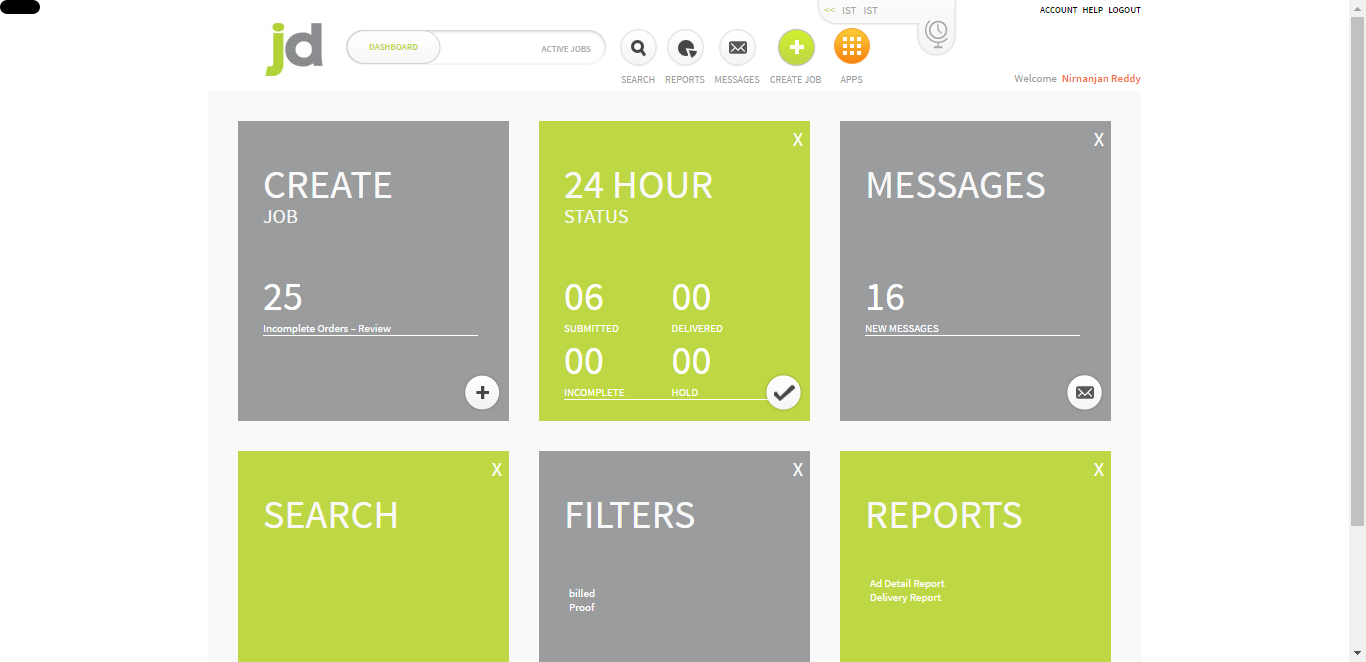 << IST IST
ACCOUNT HELP LOGOUT
jd
DASHBOARD
ACTIVE JOBS
SEARCH REPORTS MESSAGES CREATE JOB APPS
Welcome Nirnanjan Reddy
CREATE
JOB
25
Incomplete Orders – Review
X
24 HOUR
STATUS
06 00
SUBMITTED DELIVERED
00 00
INCOMPLETE HOLD
X
MESSAGES
16
NEW MESSAGES
X
SEARCH
X
FILTERS
billed
Proof
X
REPORTS
Ad Detail Report
Delivery Report